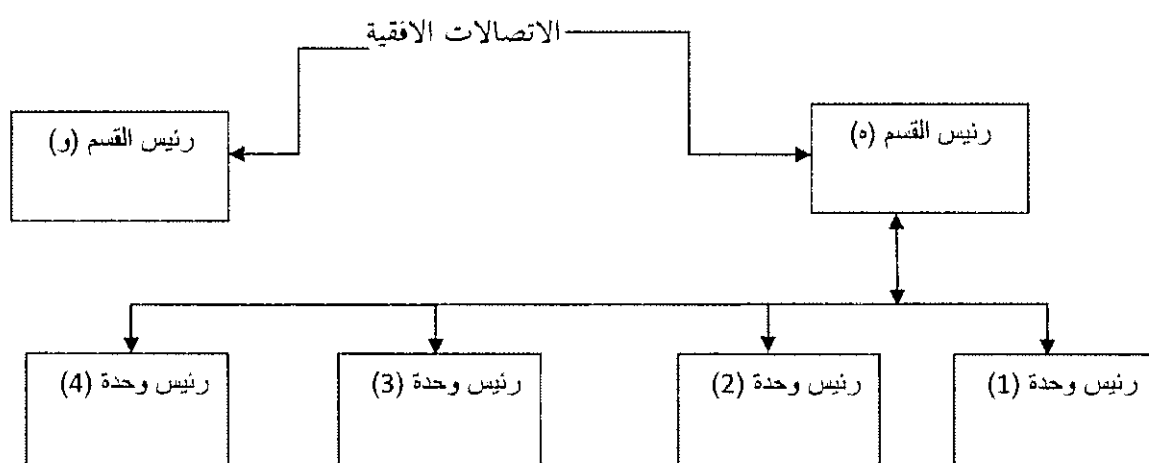 الاتصالات الافقية
رئيس القسم (ه)
رئيس القسم (و)
رئيس وحدة (1)
رئيس وحدة (2)
رئيس وحدة (3)
رئيس وحدة (4)